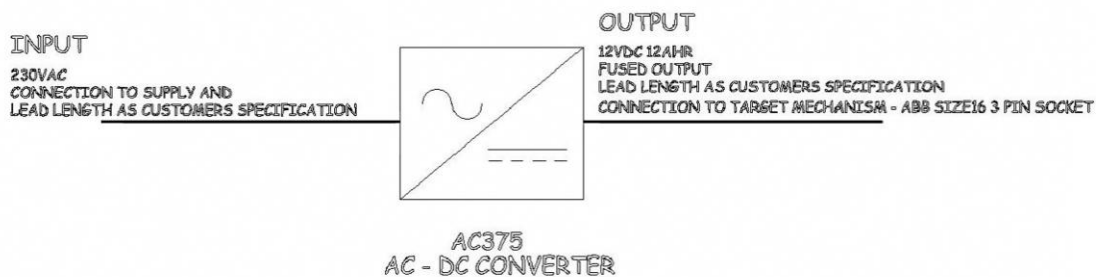 INPUT
230VAC
CONNECTION TO SUPPLY AND
LEAD LENGTH AS CUSTOMERS SPECIFICATION
OUTPUT
12VDC 12AHR
FUSED OUTPUT
LEAD LENGTH AS CUSTOMERS SPECIFICATION
CONNECTION TO TARGET MECHANISM - ABB SIZE16 3 PIN SOCKET
AC375
AC - DC CONVERTER